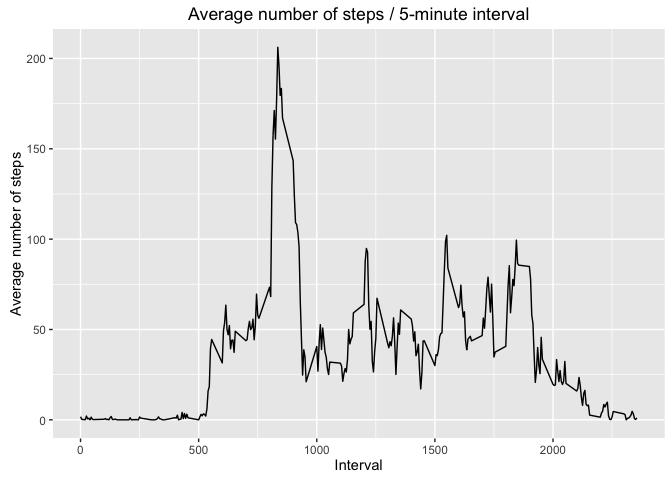 Average number of steps / 5-minute interval
Average number of steps
200
150
100
50
0
0 500 1000 1500 2000
Interval